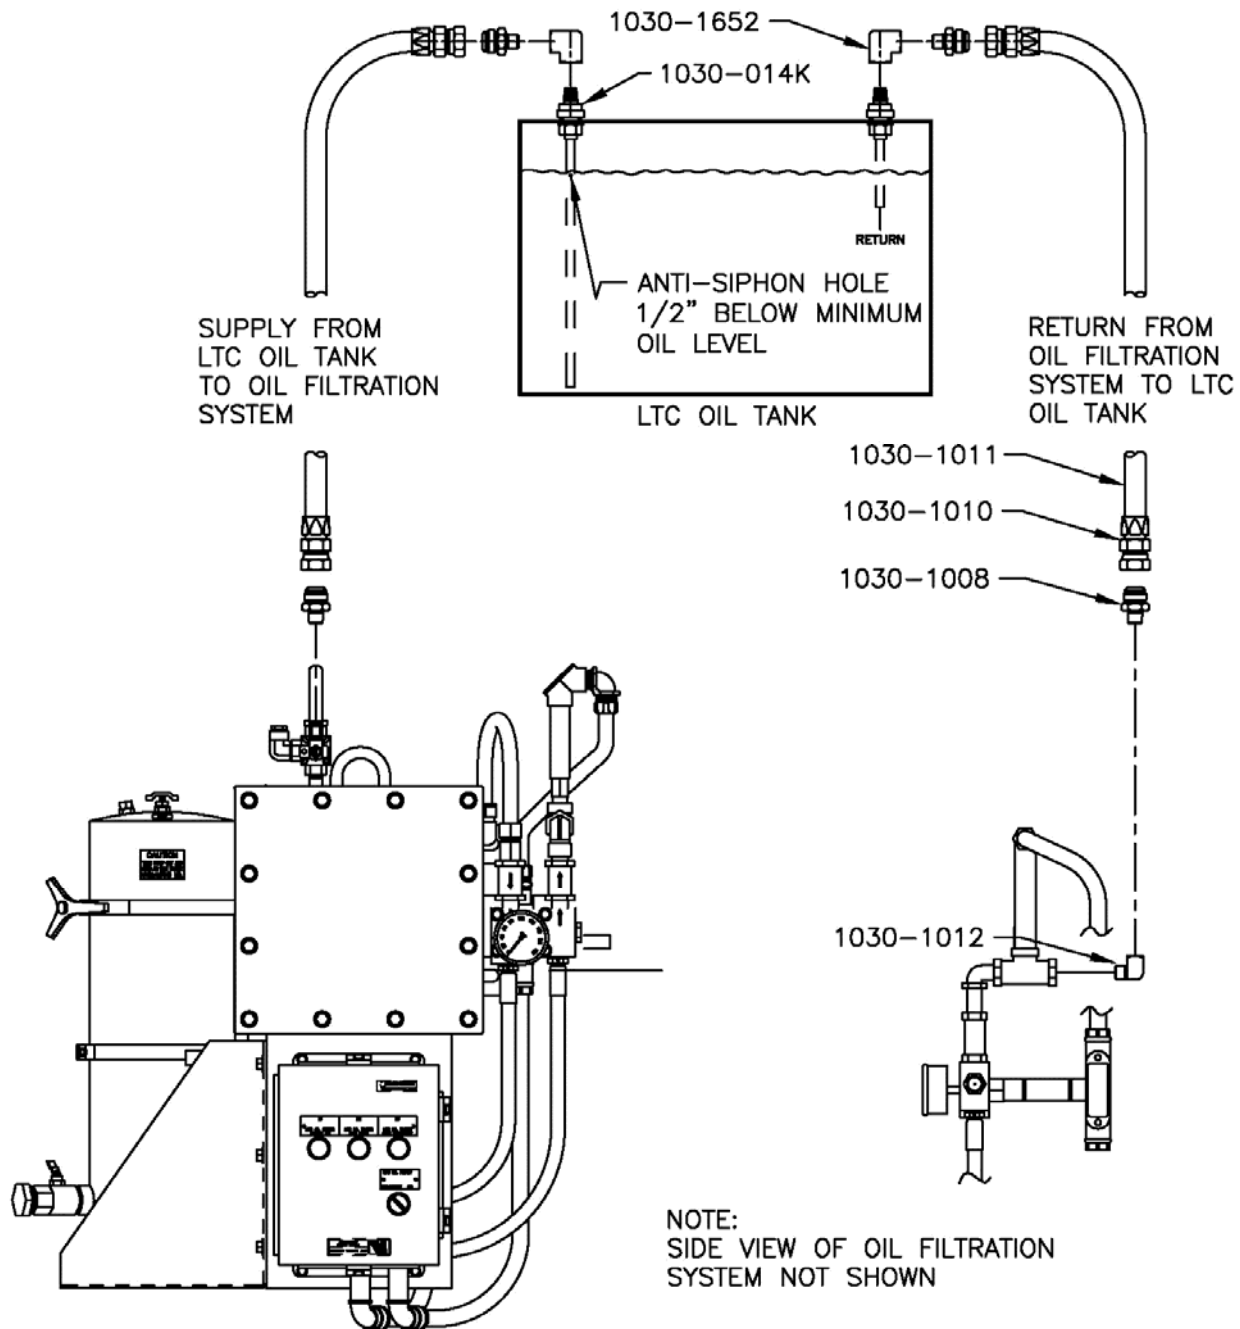 1030-1652
1030-014K
RETURN
ANTI-SIPHON HOLE
1/2" BELOW MINIMUM
OIL LEVEL
SUPPLY FROM
LTC OIL TANK
TO OIL FILTRATION
SYSTEM
LTC OIL TANK
RETURN FROM
OIL FILTRATION
SYSTEM TO LTC
OIL TANK
1030-1011
1030-1010
1030-1008
CAUTION
1030-1012
NOTE:
SIDE VIEW OF OIL FILTRATION
SYSTEM NOT SHOWN